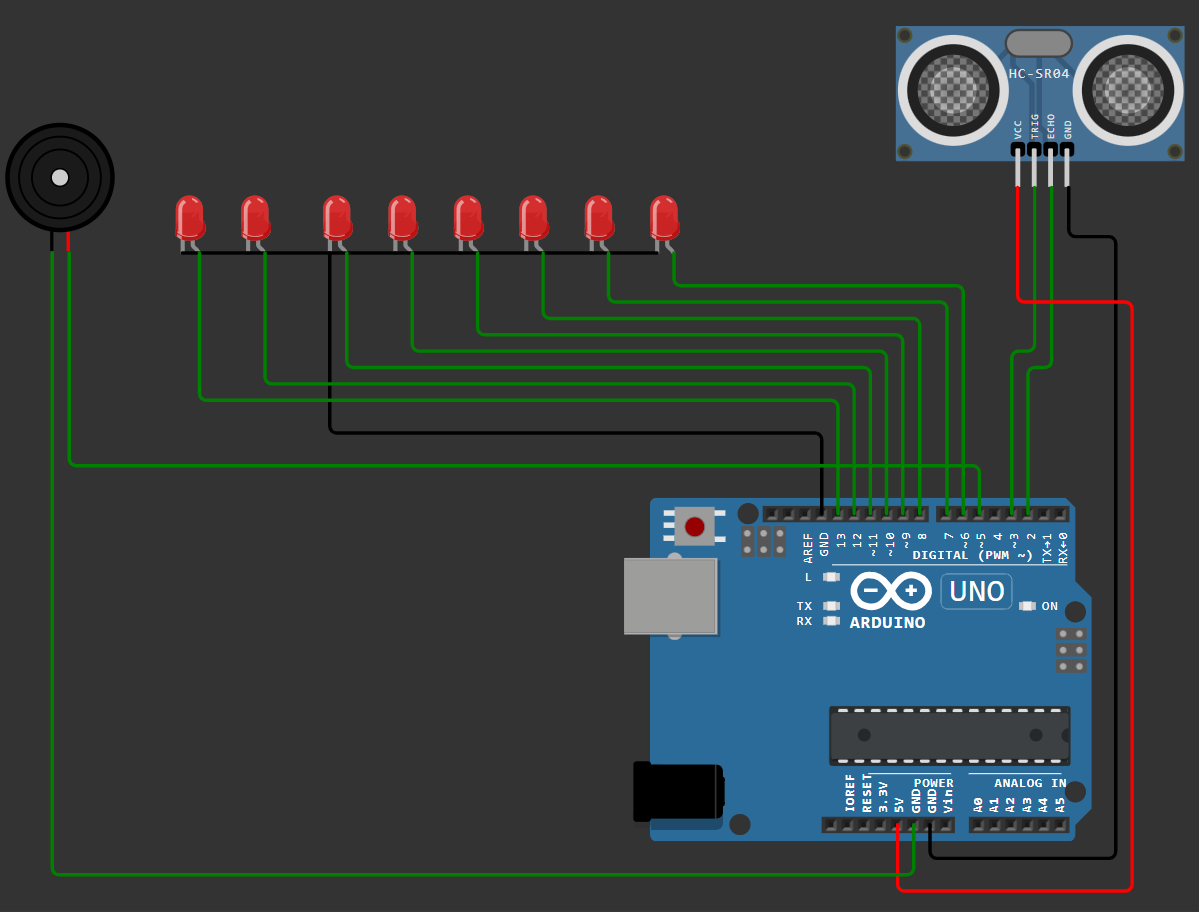 HC-SR04
VCC
TRIG
ECHO
GND
AREF
GND
13
12
~11
~10
~9
8
7
~6
~5
4
~3
2
TX→1
RX←0
DIGITAL (PWM ~)
L
TX
RX
UNO
ON
ARDUINO
POWER
ANALOG IN
IOREF
RESET
3.3V
5V
GND
GND
Vin
A0
A1
A2
A3
A4
A5